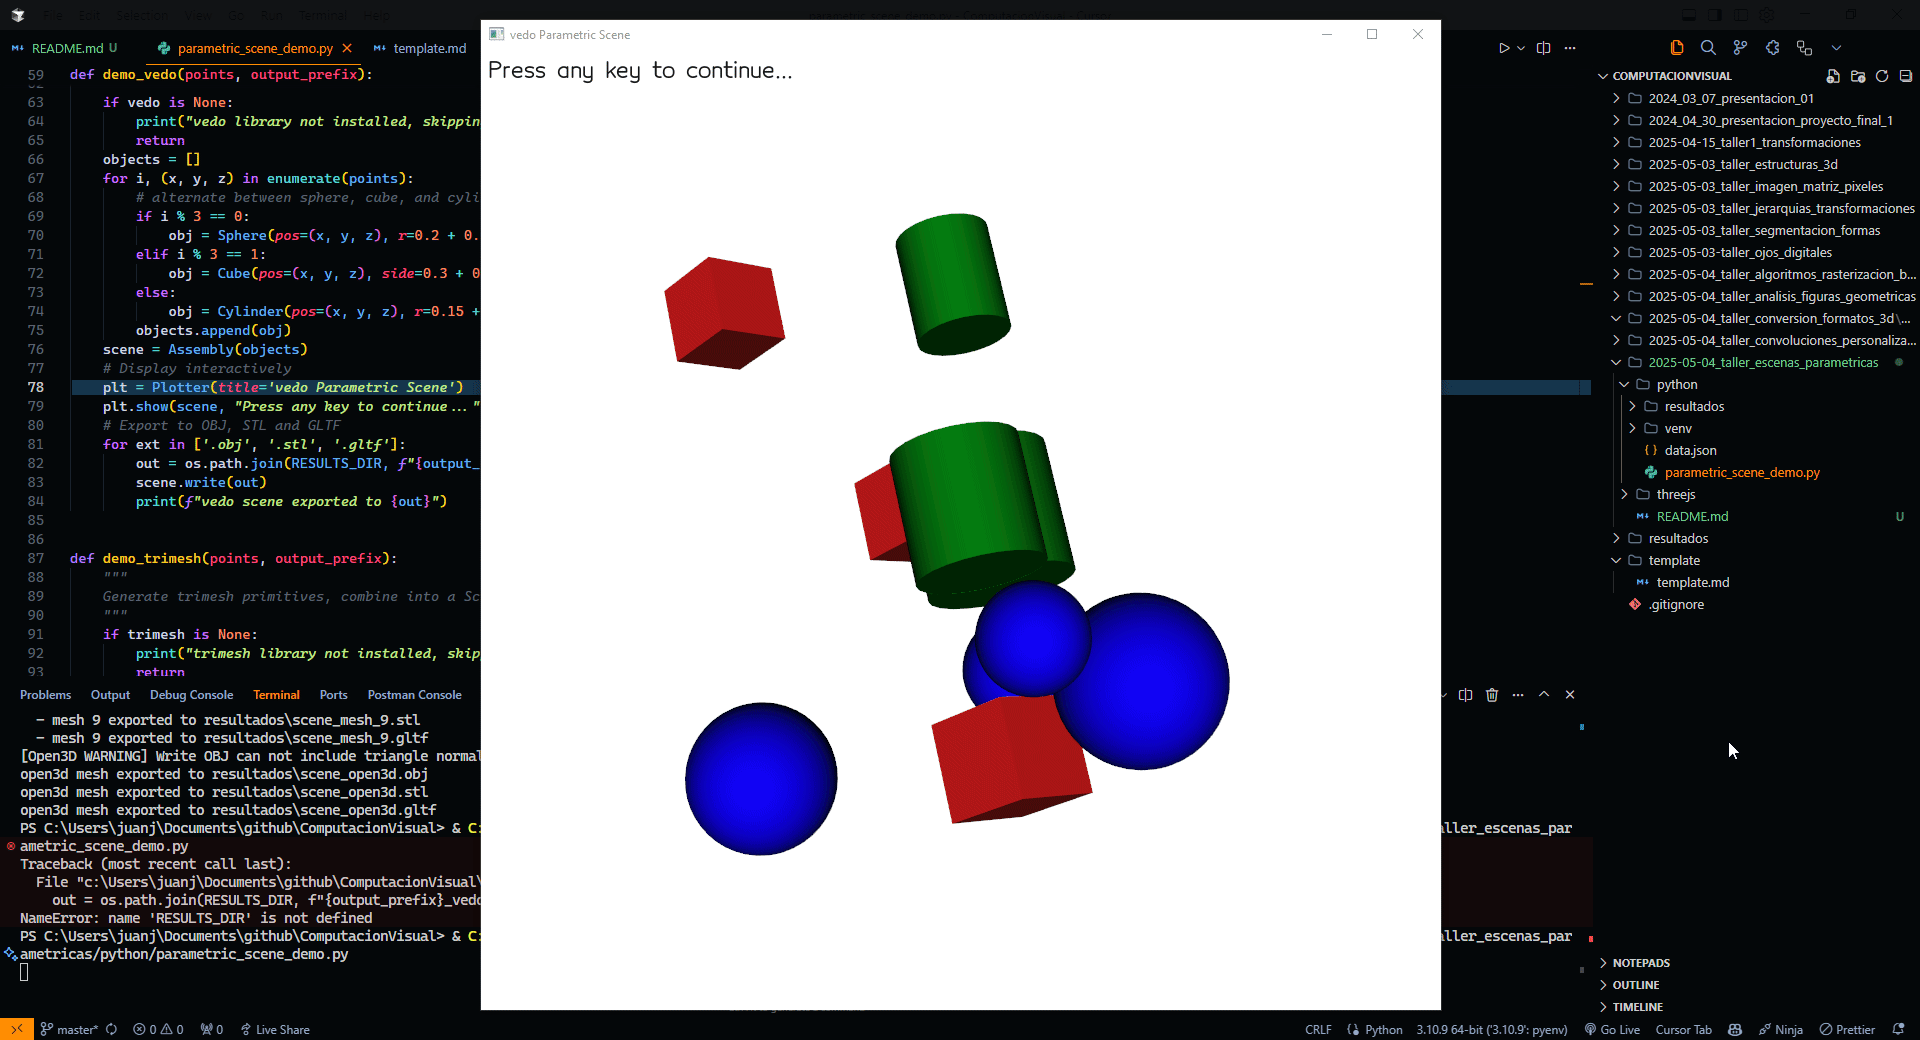 File Edit Selection View Go Run Terminal Help
README.md U
parametric_scene_demo.py
template.md
59 def demo_vedo(points, output_prefix):
63 if vedo is None:
64 print("vedo library not installed, skippin
65 return
66 objects = []
67 for i, (x, y, z) in enumerate(points):
68 # alternate between sphere, cube, and cyli
69 if i % 3 == 0:
70 obj = Sphere(pos=(x, y, z), r=0.2 + 0.
71 elif i % 3 == 1:
72 obj = Cube(pos=(x, y, z), side=0.3 + 0
73 else:
74 obj = Cylinder(pos=(x, y, z), r=0.15 +
75 objects.append(obj)
76 scene = Assembly(objects)
77 # Display interactively
78 plt = Plotter(title='vedo Parametric Scene')
79 plt.show(scene, "Press any key to continue..."
80 # Export to OBJ, STL and GLTF
81 for ext in ['.obj', '.stl', '.gltf']:
82 out = os.path.join(RESULTS_DIR, f"{output_
83 scene.write(out)
84 print(f"vedo scene exported to {out}")
85
86
87 def demo_trimesh(points, output_prefix):
88 """
89 Generate trimesh primitives, combine into a Sc
90 """
91 if trimesh is None:
92 print("trimesh library not installed, skip
93 return
Problems Output Debug Console Terminal Ports Postman Console
- mesh 9 exported to resultados\scene_mesh_9.stl
- mesh 9 exported to resultados\scene_mesh_9.gltf
[Open3D WARNING] Write OBJ can not include triangle normal
open3d mesh exported to resultados\scene_open3d.obj
open3d mesh exported to resultados\scene_open3d.stl
open3d mesh exported to resultados\scene_open3d.gltf
PS C:\Users\juanj\Documents\github\ComputacionVisual> & C:
aller_escenas_par
ametric_scene_demo.py
Traceback (most recent call last):
File "c:\Users\juanj\Documents\github\ComputacionVisual\
out = os.path.join(RESULTS_DIR, f"{output_prefix}_vedo
NameError: name 'RESULTS_DIR' is not defined
PS C:\Users\juanj\Documents\github\ComputacionVisual> & C:
aller_escenas_par
ametricas/python/parametric_scene_demo.py
vedo Parametric Scene
Press any key to continue...
COMPUTACIONVISUAL
2024_03_07_presentacion_01
2024_04_30_presentacion_proyecto_final_1
2025-04-15_taller1_transformaciones
2025-05-03_taller_estructuras_3d
2025-05-03_taller_imagen_matriz_pixeles
2025-05-03_taller_jerarquias_transformaciones
2025-05-03_taller_segmentacion_formas
2025-05-03-taller_ojos_digitales
2025-05-04_taller_algoritmos_rasterizacion_b...
2025-05-04_taller_analisis_figuras_geometricas
2025-05-04_taller_conversion_formatos_3d\...
2025-05-04_taller_convoluciones_personaliza...
2025-05-04_taller_escenas_parametricas
python
resultados
venv
data.json
parametric_scene_demo.py
threejs
README.md U
resultados
template
template.md
.gitignore
NOTEPADS
OUTLINE
TIMELINE
master* 0 0 0 Live Share
CRLF Python 3.10.9 64-bit ('3.10.9': pyenv) Go Live Cursor Tab Ninja Prettier